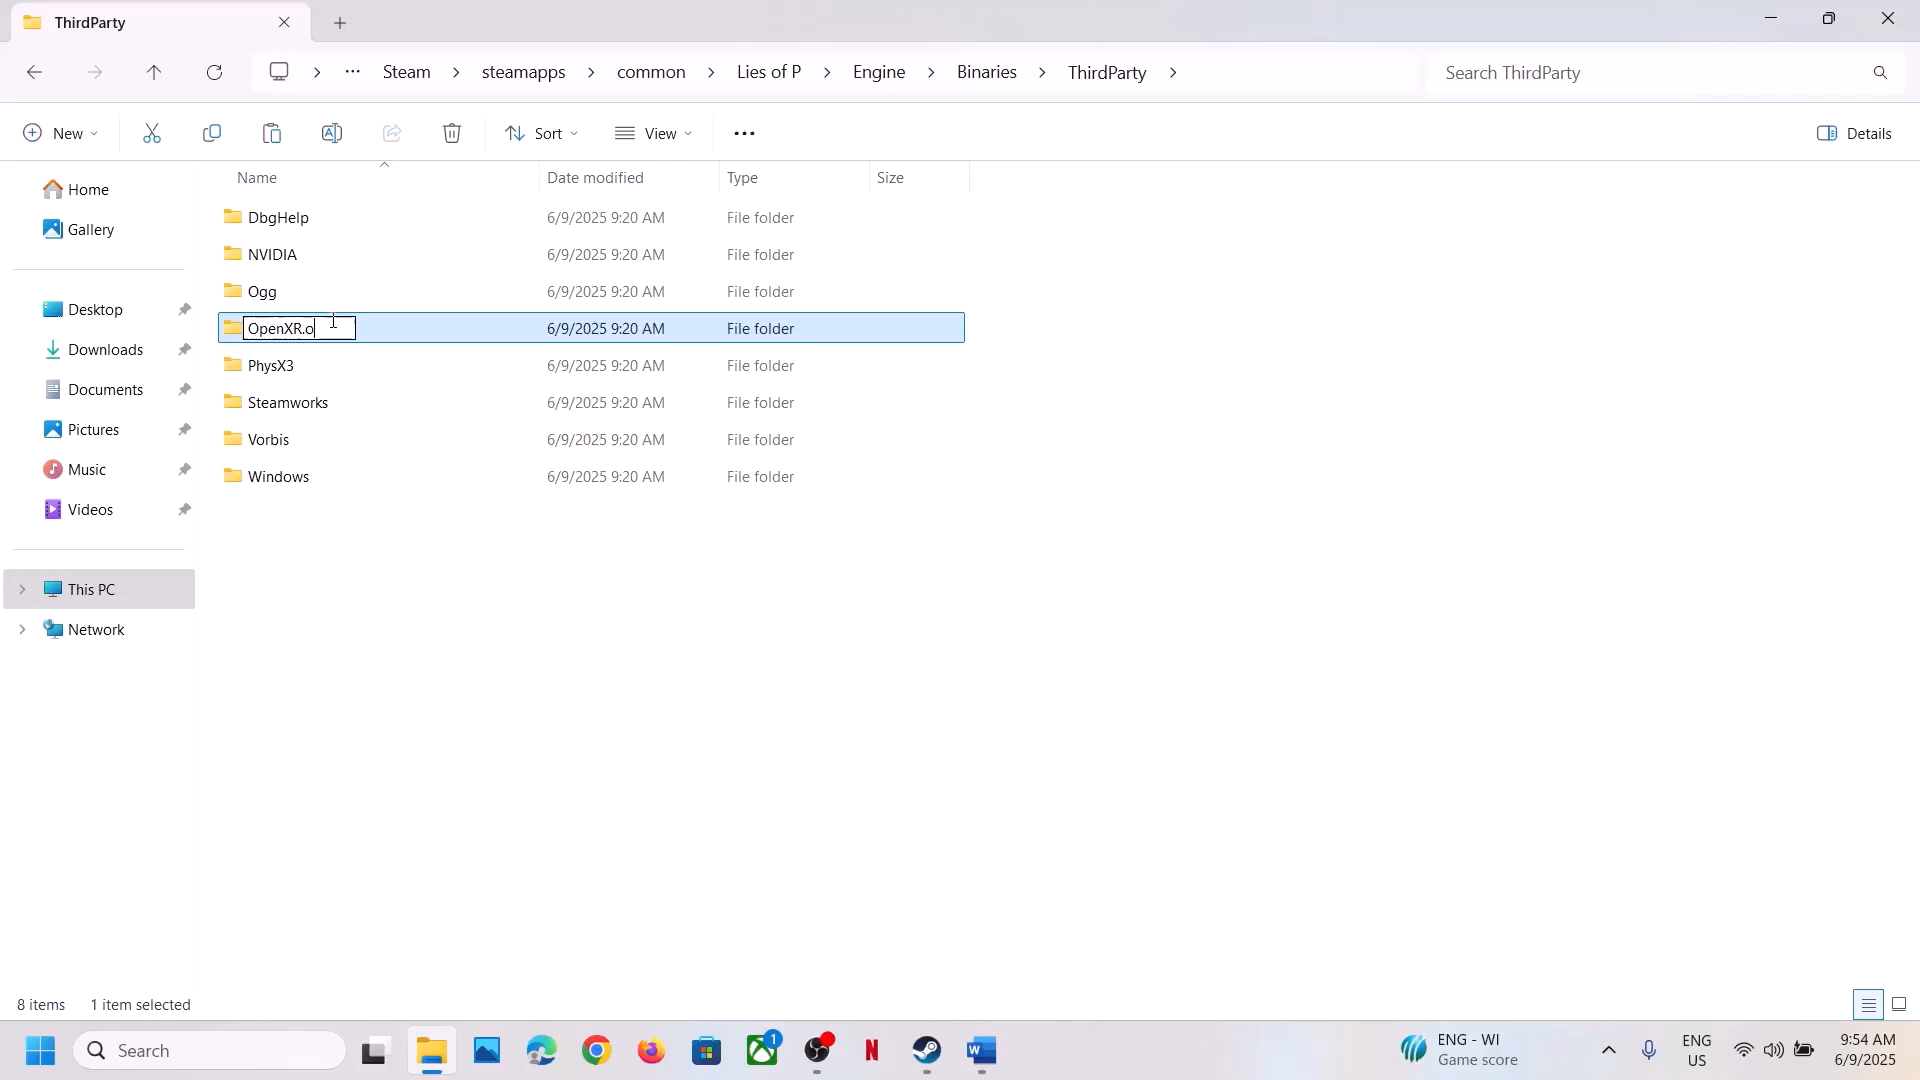 ThirdParty
Steam steamapps common Lies of P Engine Binaries ThirdParty
Search ThirdParty
New Sort View Details
Name Date modified Type Size
Home
Gallery
Desktop
Downloads
Documents
Pictures
Music
Videos
This PC
Network
DbgHelp 6/9/2025 9:20 AM File folder
NVIDIA 6/9/2025 9:20 AM File folder
Ogg 6/9/2025 9:20 AM File folder
OpenXR.o 6/9/2025 9:20 AM File folder
PhysX3 6/9/2025 9:20 AM File folder
Steamworks 6/9/2025 9:20 AM File folder
Vorbis 6/9/2025 9:20 AM File folder
Windows 6/9/2025 9:20 AM File folder
8 items 1 item selected
Search
1
N
W
ENG - WI
Game score
ENG
US
9:54 AM
6/9/2025